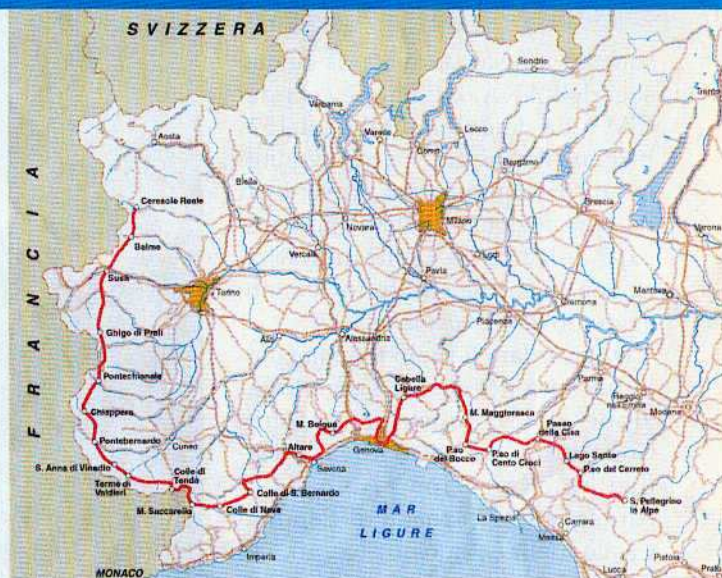 SVIZZERA
Sondrio
Verbania
Lecco
Varese
Como
Aosta
Bergamo
Biella
Brescia
FRANCIA
Ceresole Reale
Milano
Novara
Verona
Balme
Vercelli
Lodi
Pavia
Susa
Mantova
Torino
Cremona
Piacenza
Ghigo di Prali
Asti
Alessandria
Pontechianale
Cabella
Ligure
Parma
Reggio
nell'Emilia
Chiappera
M. Maggiorasca
Modena
M. Beigua
Passo
della Cisa
Pontebernardo
Cuneo
Altare
Genova
P.so
del Bocco
P.so di
Cento Croci
Lago Santo
S. Anna di Vinadio
Colle di
Tenda
Savona
P.so del Cerreto
Terme di
Valdieri
Colle di S. Bernardo
S. Pellegrino
in Alpe
M. Saccarello
Colle di Nava
MAR
LIGURE
La Spezia
Carrara
Massa
Imperia
Pistoia
MONACO
Lucca
Prato